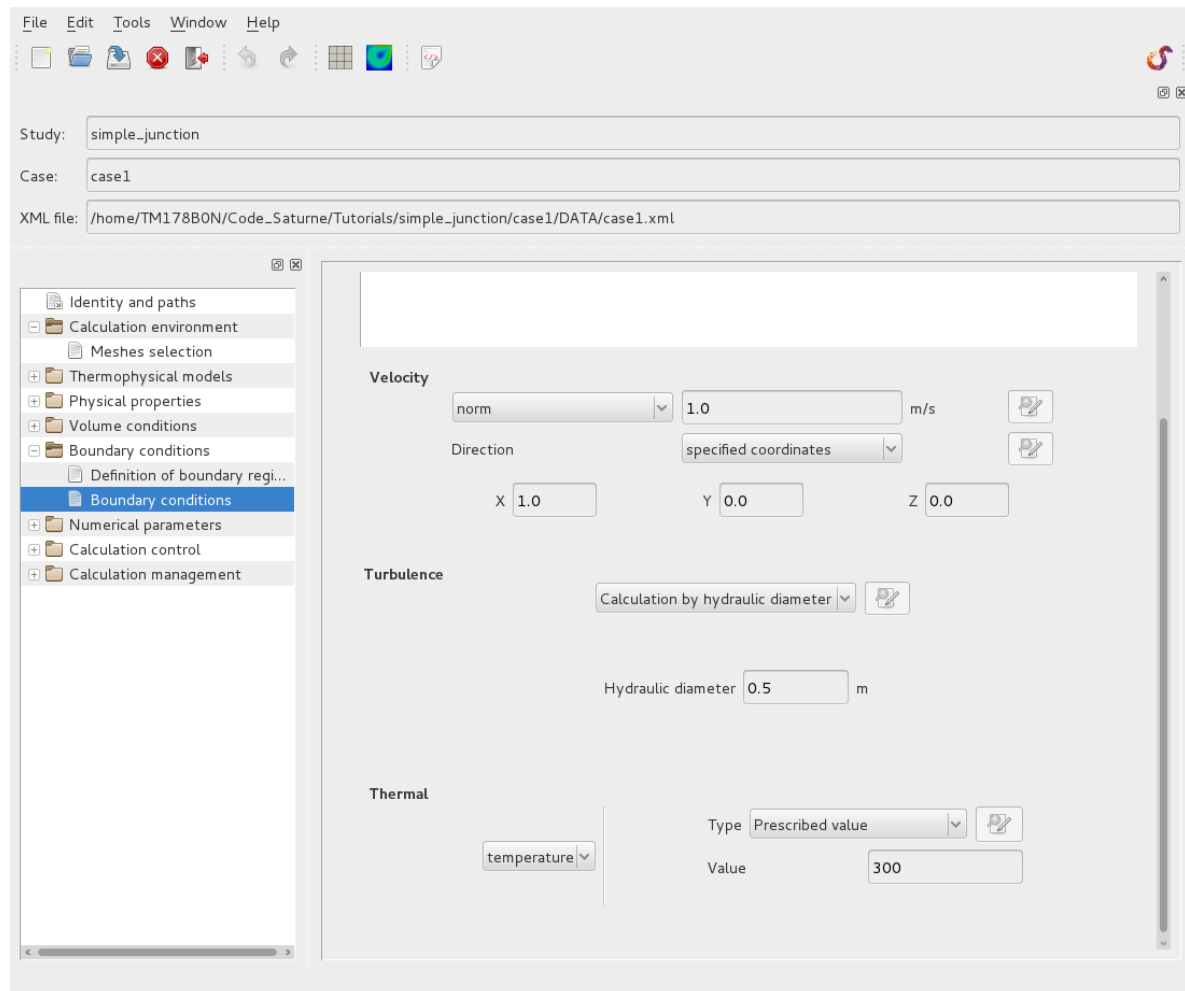 File Edit Tools Window Help
Study: simple_junction
Case: case1
XML file: /home/TM178B0N/Code_Saturne/Tutorials/simple_junction/case1/DATA/case1.xml
Identity and paths
Calculation environment
Meshes selection
Thermophysical models
Physical properties
Volume conditions
Boundary conditions
Definition of boundary regi...
Boundary conditions
Numerical parameters
Calculation control
Calculation management
Velocity
norm 1.0 m/s
Direction specified coordinates
X 1.0 Y 0.0 Z 0.0
Turbulence
Calculation by hydraulic diameter
Hydraulic diameter 0.5 m
Thermal
Type Prescribed value
temperature
Value 300